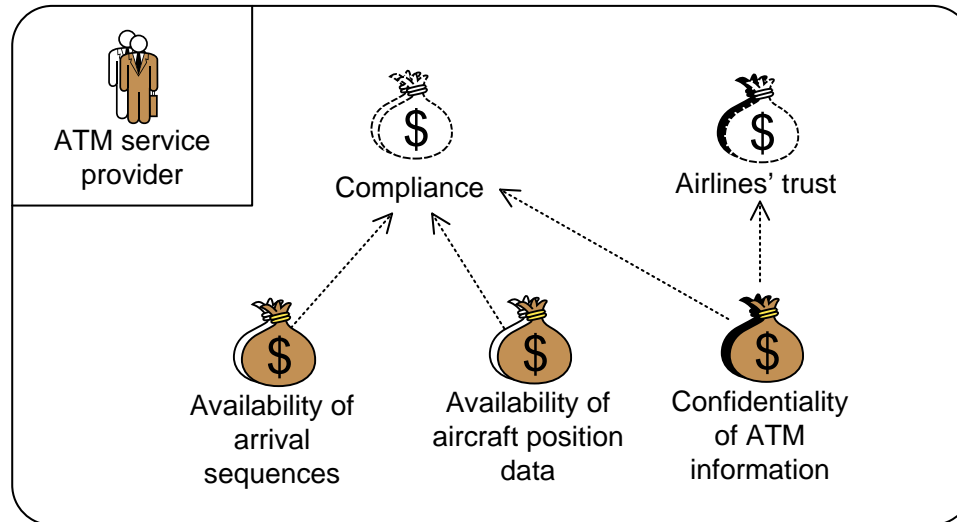 ATM service
provider
$
Compliance
$
Airlines’ trust
$
Availability of
arrival
sequences
$
Availability of
aircraft position
data
$
Confidentiality
of ATM
information